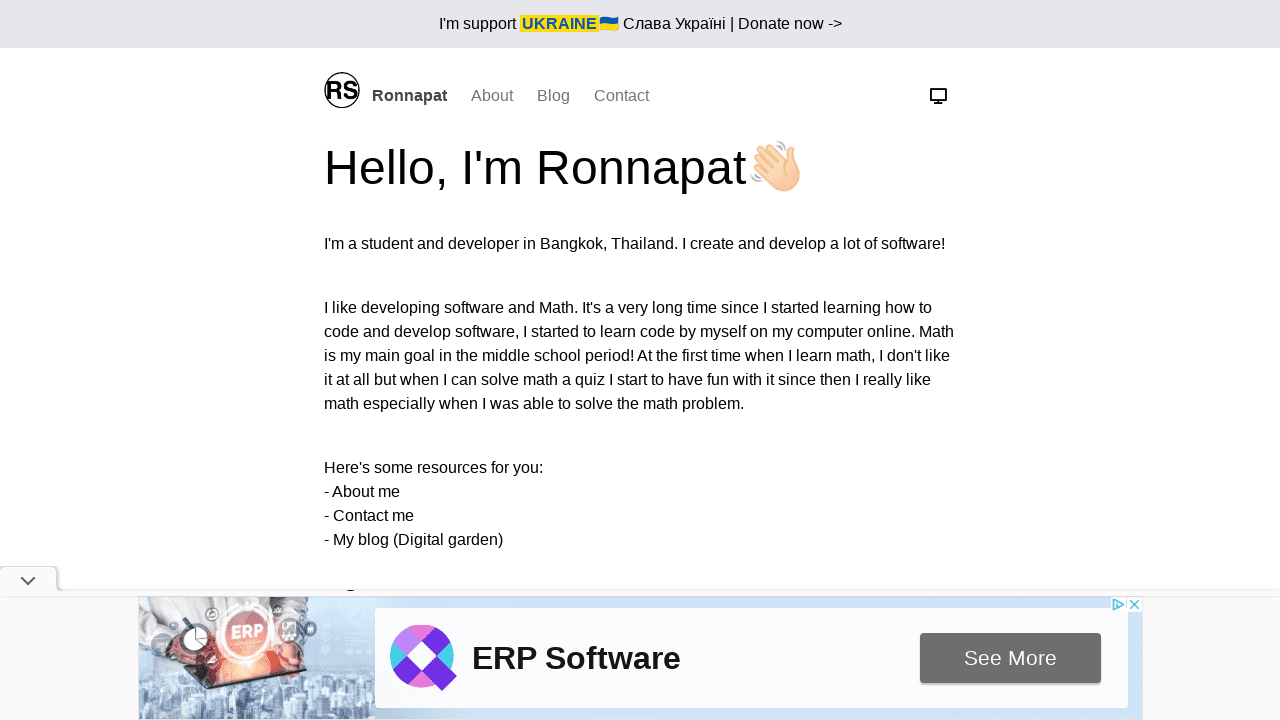 I'm support UKRAINE🇺🇦 Слава Україні | Donate now ->
RS Ronnapat About Blog Contact
Hello, I'm Ronnapat👋🏻
I'm a student and developer in Bangkok, Thailand. I create and develop a lot of software!
I like developing software and Math. It's a very long time since I started learning how to
code and develop software, I started to learn code by myself on my computer online. Math
is my main goal in the middle school period! At the first time when I learn math, I don't like
it at all but when I can solve math a quiz I start to have fun with it since then I really like
math especially when I was able to solve the math problem.
Here's some resources for you:
- About me
- Contact me
- My blog (Digital garden)
ERP
ERP Software
See More